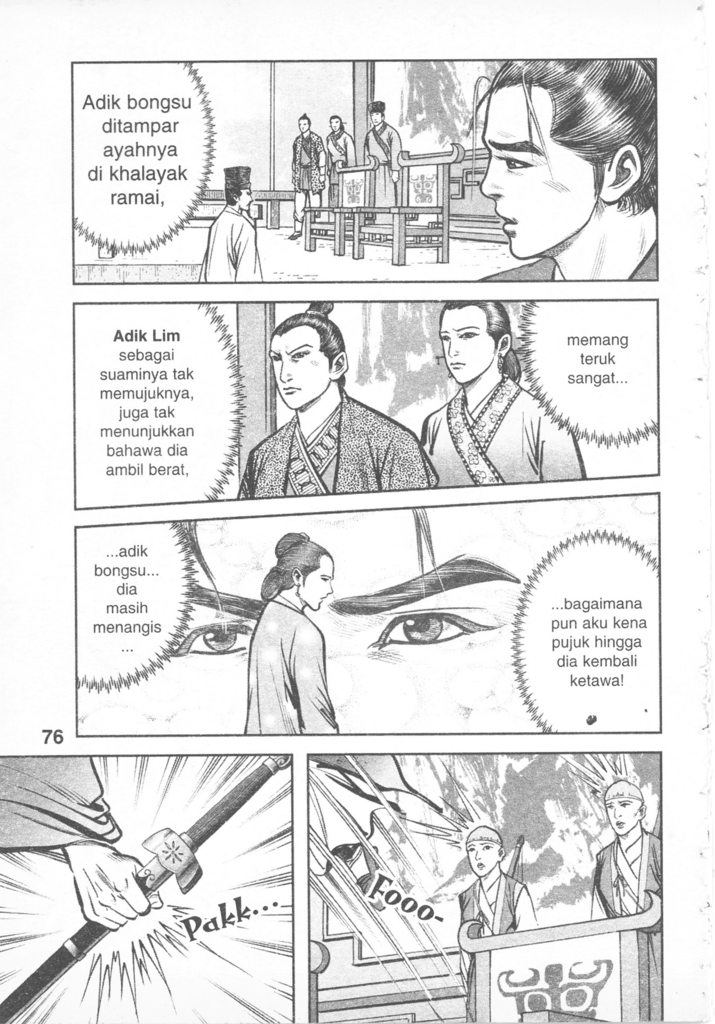 Adik bongsu
ditampar
ayahnya
di khalayak
ramai,
Adik Lim
sebagai
suaminya tak
memujuknya,
juga tak
menunjukkan
bahawa dia
ambil berat,
memang
teruk
sangat...
...adik
bongsu...
dia
masih
menangis
...
...bagaimana
pun aku kena
pujuk hingga
dia kembali
ketawa!
76
Pakk...
Fooo-